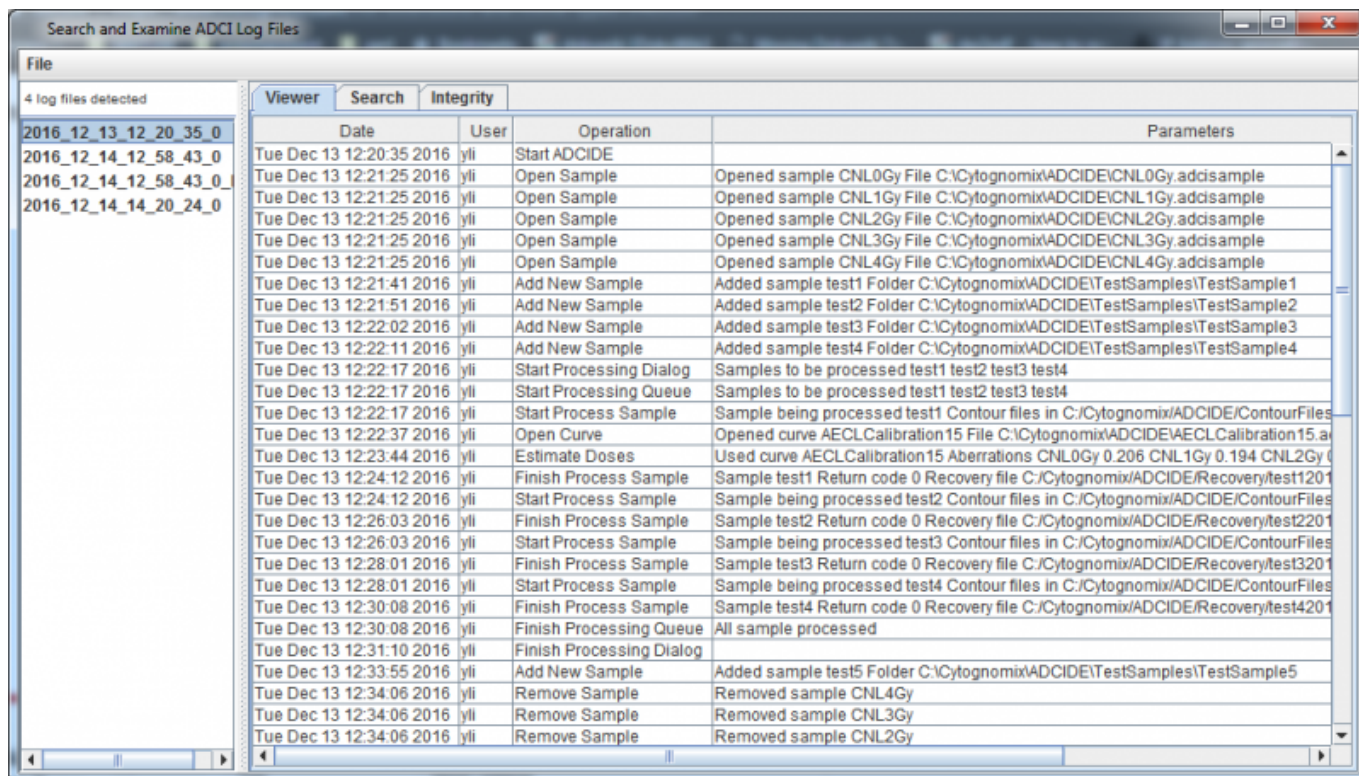 Search and Examine ADCI Log Files
File
4 log files detected
2016_12_13_12_20_35_0
2016_12_14_12_58_43_0
2016_12_14_12_58_43_0_
2016_12_14_14_20_24_0
Viewer Search Integrity
Date User Operation Parameters
Tue Dec 13 12:20:35 2016 yli Start ADCIDE
Tue Dec 13 12:21:25 2016 yli Open Sample Opened sample CNL0Gy File C:\Cytognomix\ADCIDE\CNL0Gy.adcisample
Tue Dec 13 12:21:25 2016 yli Open Sample Opened sample CNL1Gy File C:\Cytognomix\ADCIDE\CNL1Gy.adcisample
Tue Dec 13 12:21:25 2016 yli Open Sample Opened sample CNL2Gy File C:\Cytognomix\ADCIDE\CNL2Gy.adcisample
Tue Dec 13 12:21:25 2016 yli Open Sample Opened sample CNL3Gy File C:\Cytognomix\ADCIDE\CNL3Gy.adcisample
Tue Dec 13 12:21:25 2016 yli Open Sample Opened sample CNL4Gy File C:\Cytognomix\ADCIDE\CNL4Gy.adcisample
Tue Dec 13 12:21:41 2016 yli Add New Sample Added sample test1 Folder C:\Cytognomix\ADCIDE\TestSamples\TestSample1
Tue Dec 13 12:21:51 2016 yli Add New Sample Added sample test2 Folder C:\Cytognomix\ADCIDE\TestSamples\TestSample2
Tue Dec 13 12:22:02 2016 yli Add New Sample Added sample test3 Folder C:\Cytognomix\ADCIDE\TestSamples\TestSample3
Tue Dec 13 12:22:11 2016 yli Add New Sample Added sample test4 Folder C:\Cytognomix\ADCIDE\TestSamples\TestSample4
Tue Dec 13 12:22:17 2016 yli Start Processing Dialog Samples to be processed test1 test2 test3 test4
Tue Dec 13 12:22:17 2016 yli Start Processing Queue Samples to be processed test1 test2 test3 test4
Tue Dec 13 12:22:17 2016 yli Start Process Sample Sample being processed test1 Contour files in C:/Cytognomix/ADCIDE/ContourFiles
Tue Dec 13 12:22:37 2016 yli Open Curve Opened curve AECLCalibration15 File C:\Cytognomix\ADCIDE\AECLCalibration15.a
Tue Dec 13 12:23:44 2016 yli Estimate Doses Used curve AECLCalibration15 Aberrations CNL0Gy 0.206 CNL1Gy 0.194 CNL2Gy
Tue Dec 13 12:24:12 2016 yli Finish Process Sample Sample test1 Return code 0 Recovery file C:/Cytognomix/ADCIDE/Recovery/test1201
Tue Dec 13 12:24:12 2016 yli Start Process Sample Sample being processed test2 Contour files in C:/Cytognomix/ADCIDE/ContourFiles
Tue Dec 13 12:26:03 2016 yli Finish Process Sample Sample test2 Return code 0 Recovery file C:/Cytognomix/ADCIDE/Recovery/test2201
Tue Dec 13 12:26:03 2016 yli Start Process Sample Sample being processed test3 Contour files in C:/Cytognomix/ADCIDE/ContourFiles
Tue Dec 13 12:28:01 2016 yli Finish Process Sample Sample test3 Return code 0 Recovery file C:/Cytognomix/ADCIDE/Recovery/test3201
Tue Dec 13 12:28:01 2016 yli Start Process Sample Sample being processed test4 Contour files in C:/Cytognomix/ADCIDE/ContourFiles
Tue Dec 13 12:30:08 2016 yli Finish Process Sample Sample test4 Return code 0 Recovery file C:/Cytognomix/ADCIDE/Recovery/test4201
Tue Dec 13 12:30:08 2016 yli Finish Processing Queue All sample processed
Tue Dec 13 12:31:10 2016 yli Finish Processing Dialog
Tue Dec 13 12:33:55 2016 yli Add New Sample Added sample test5 Folder C:\Cytognomix\ADCIDE\TestSamples\TestSample5
Tue Dec 13 12:34:06 2016 yli Remove Sample Removed sample CNL4Gy
Tue Dec 13 12:34:06 2016 yli Remove Sample Removed sample CNL3Gy
Tue Dec 13 12:34:06 2016 yli Remove Sample Removed sample CNL2Gy